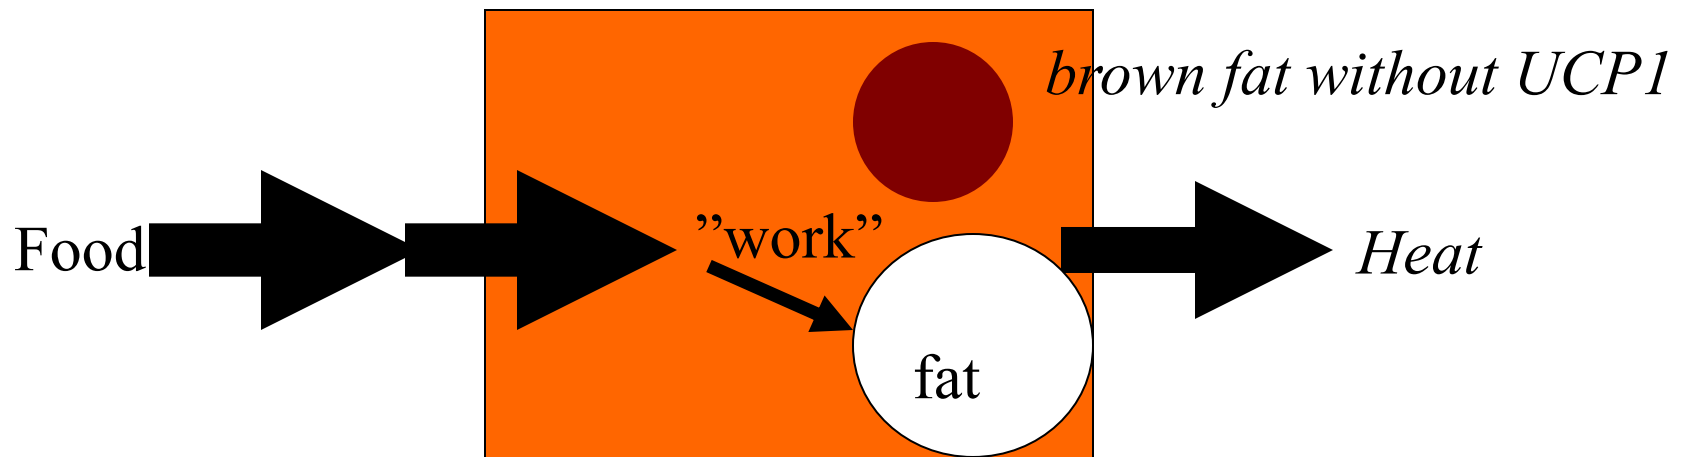 brown fat without UCP1
Food
”work”
Heat
fat